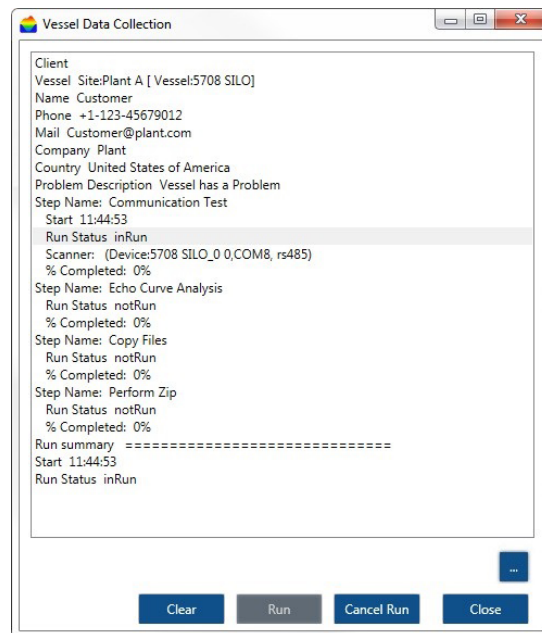 Vessel Data Collection
Client
Vessel Site:Plant A [ Vessel:5708 SILO]
Name Customer
Phone +1-123-45679012
Mail Customer@plant.com
Company Plant
Country United States of America
Problem Description Vessel has a Problem
Step Name: Communication Test
Start 11:44:53
Run Status inRun
Scanner: (Device:5708 SILO_0 0,COM8, rs485)
% Completed: 0%
Step Name: Echo Curve Analysis
Run Status notRun
% Completed: 0%
Step Name: Copy Files
Run Status notRun
% Completed: 0%
Step Name: Perform Zip
Run Status notRun
% Completed: 0%
Run summary ==============================
Start 11:44:53
Run Status inRun
...
Clear Run Cancel Run Close